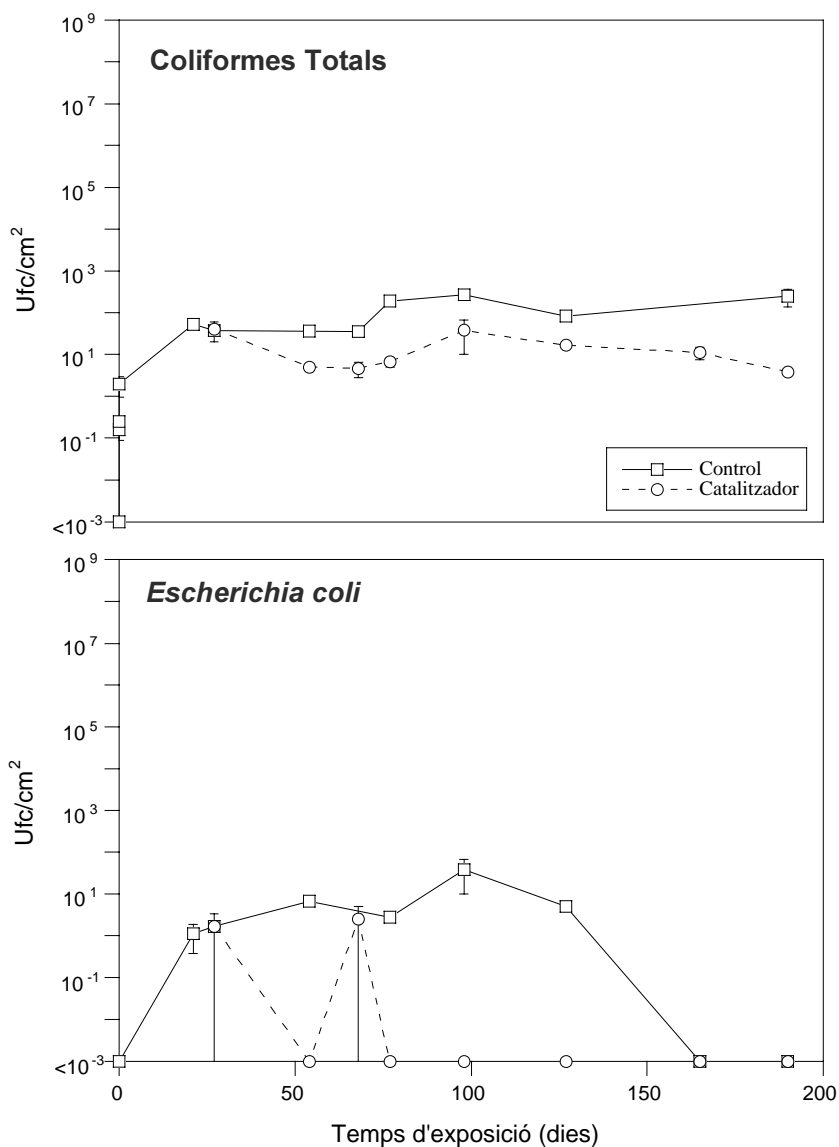 10^9
Coliformes Totals
10^7
10^5
Ufc/cm^2
10^3
10^1
10^-1
Control
Catalitzador
<10^-3
10^9
Escherichia coli
10^7
10^5
Ufc/cm^2
10^3
10^1
10^-1
<10^-3
0 50 100 150 200
Temps d'exposició (dies)